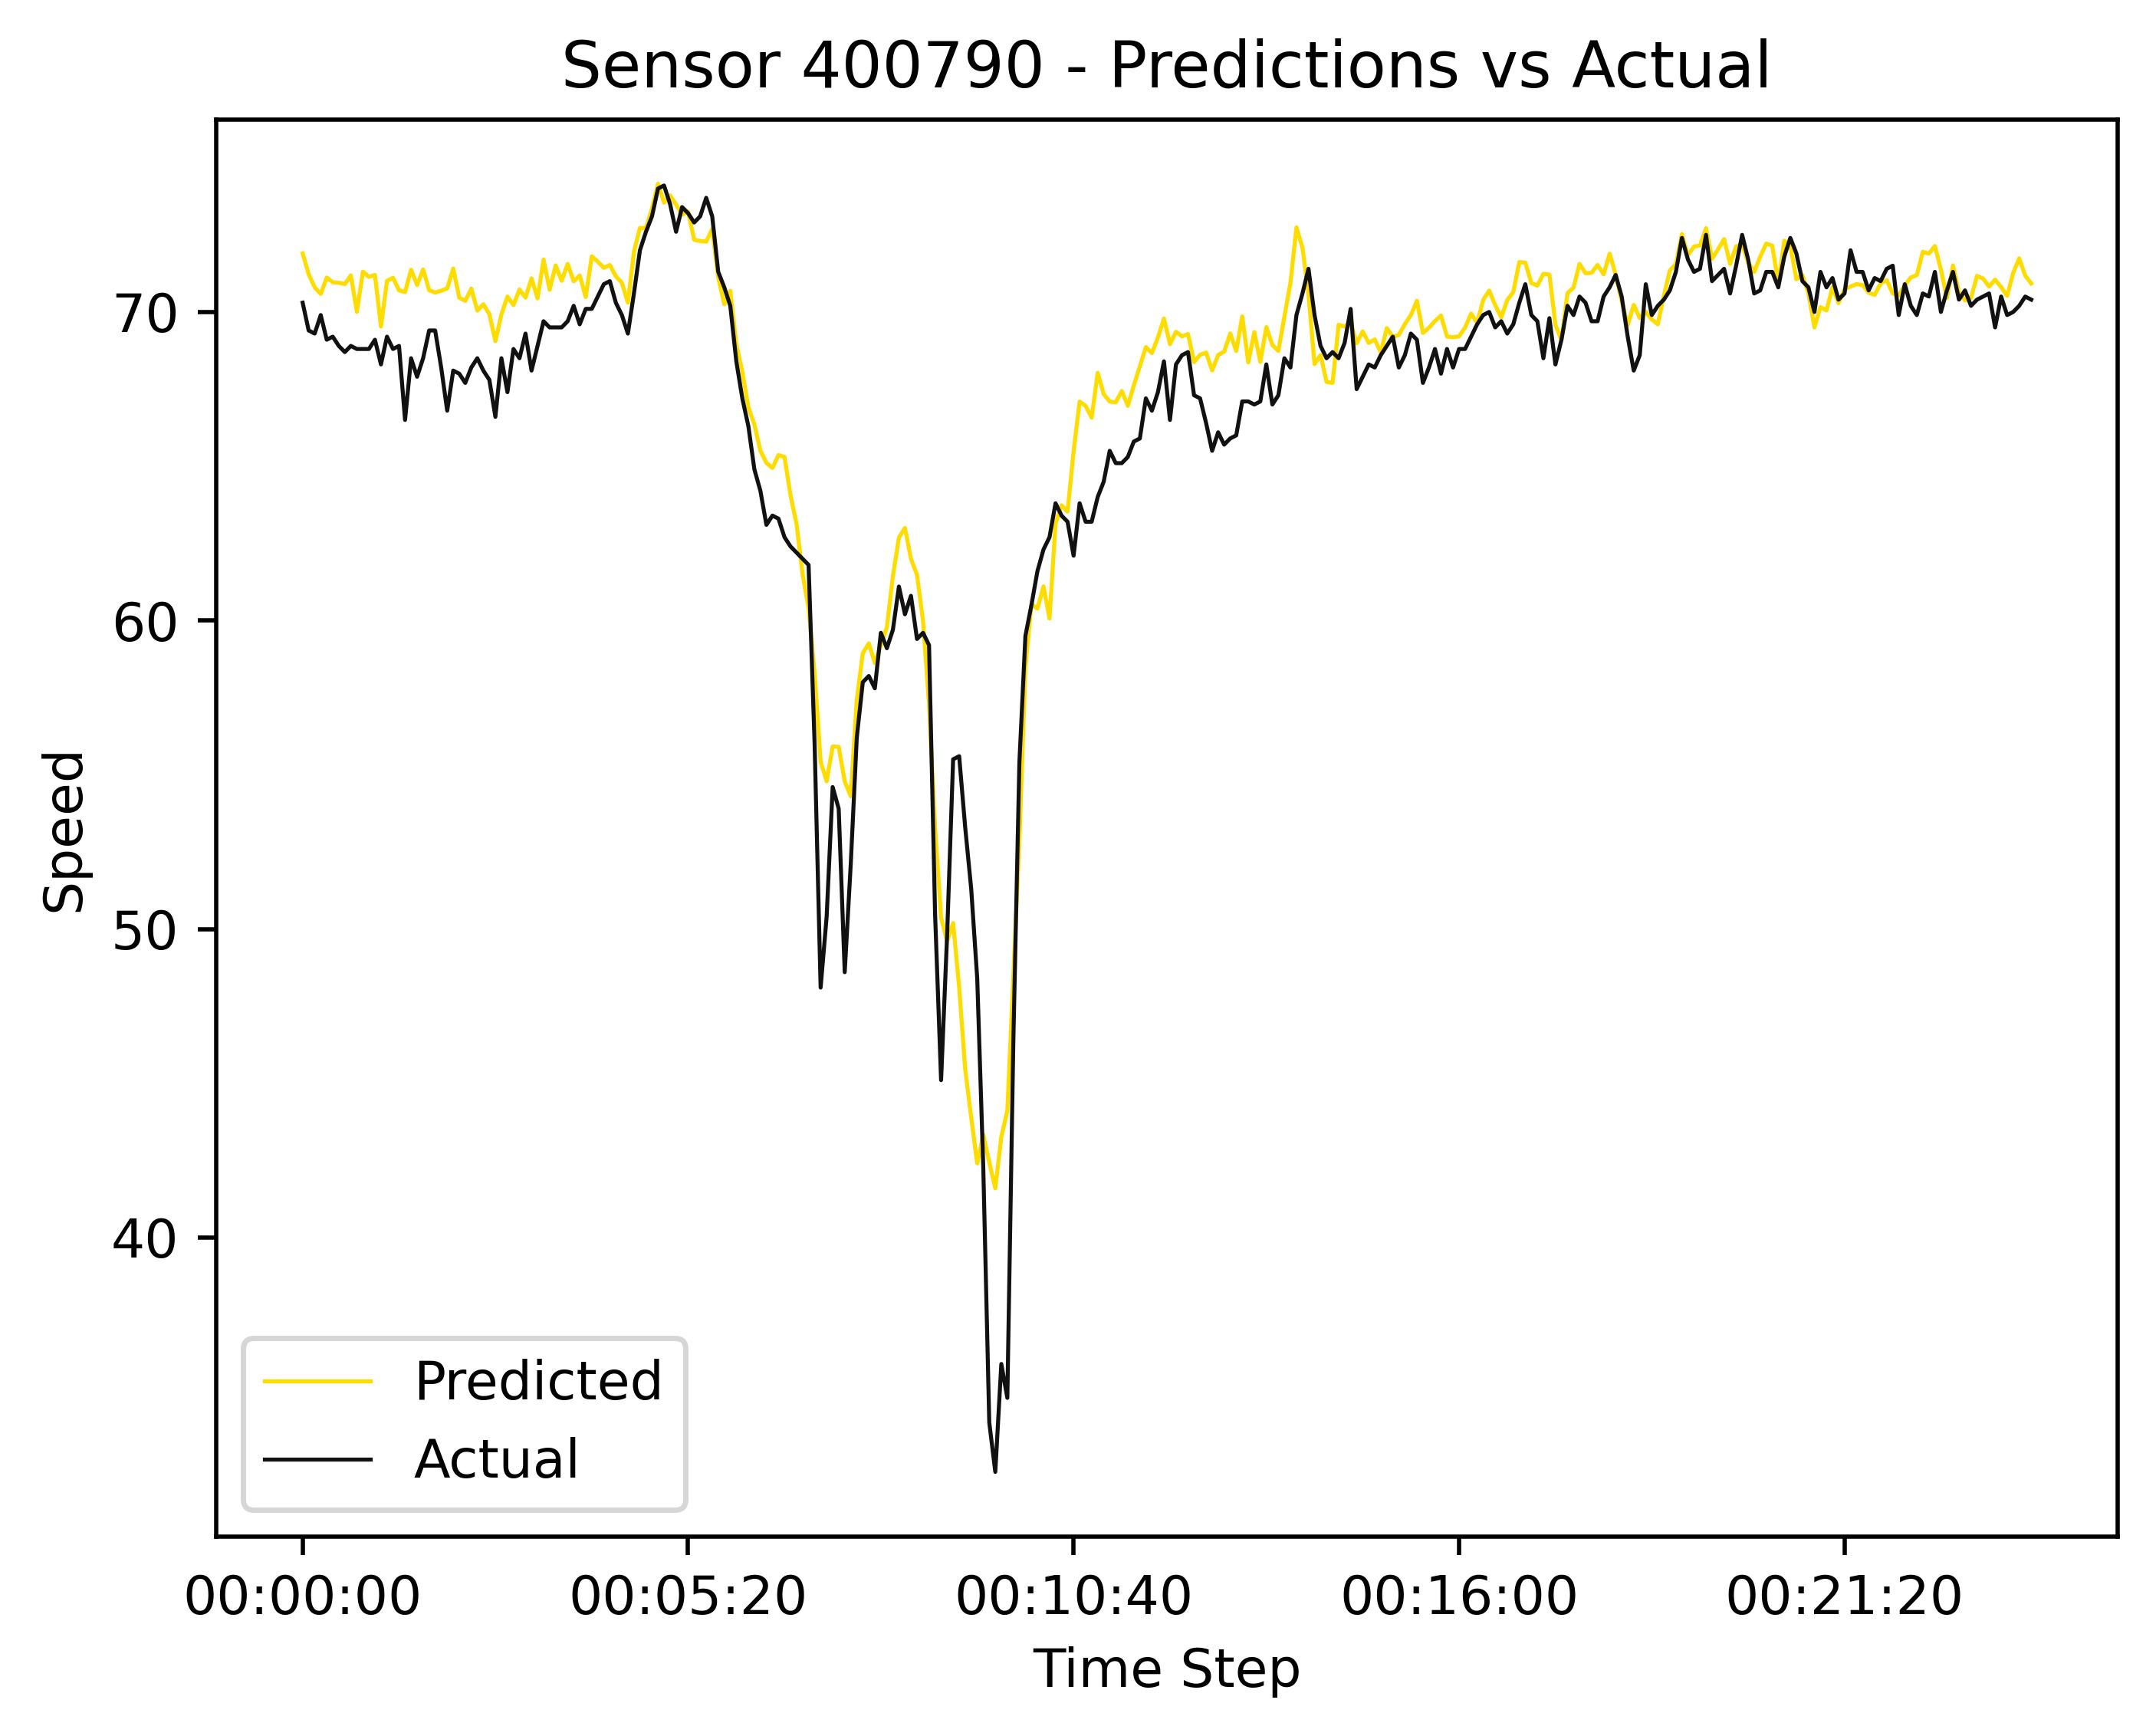 Sensor 400790 - Predictions vs Actual
70
60
50
40
Speed
Predicted
Actual
00:00:00 00:05:20 00:10:40 00:16:00 00:21:20
Time Step